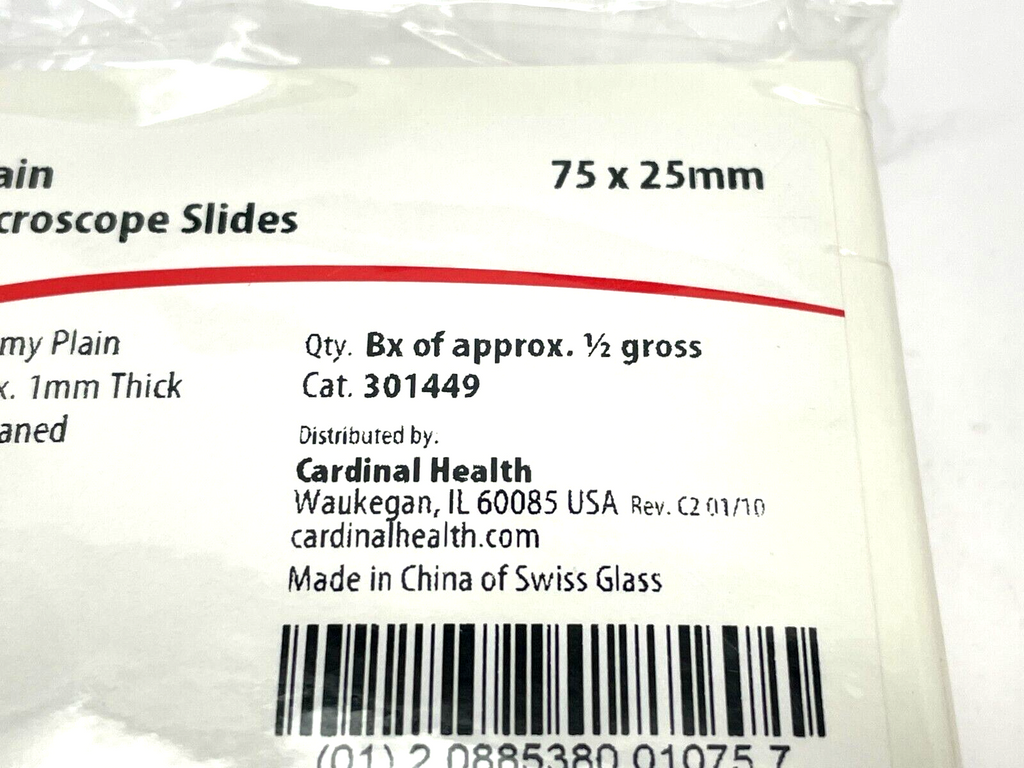 ain
75 x 25mm
croscope Slides
my Plain
x. 1mm Thick
aned
Qty. Bx of approx. ½ gross
Cat. 301449
Distributed by:
Cardinal Health
Waukegan, IL 60085 USA Rev. C2 01/10
cardinalhealth.com
Made in China of Swiss Glass
(01) 2 0885380 01075 7